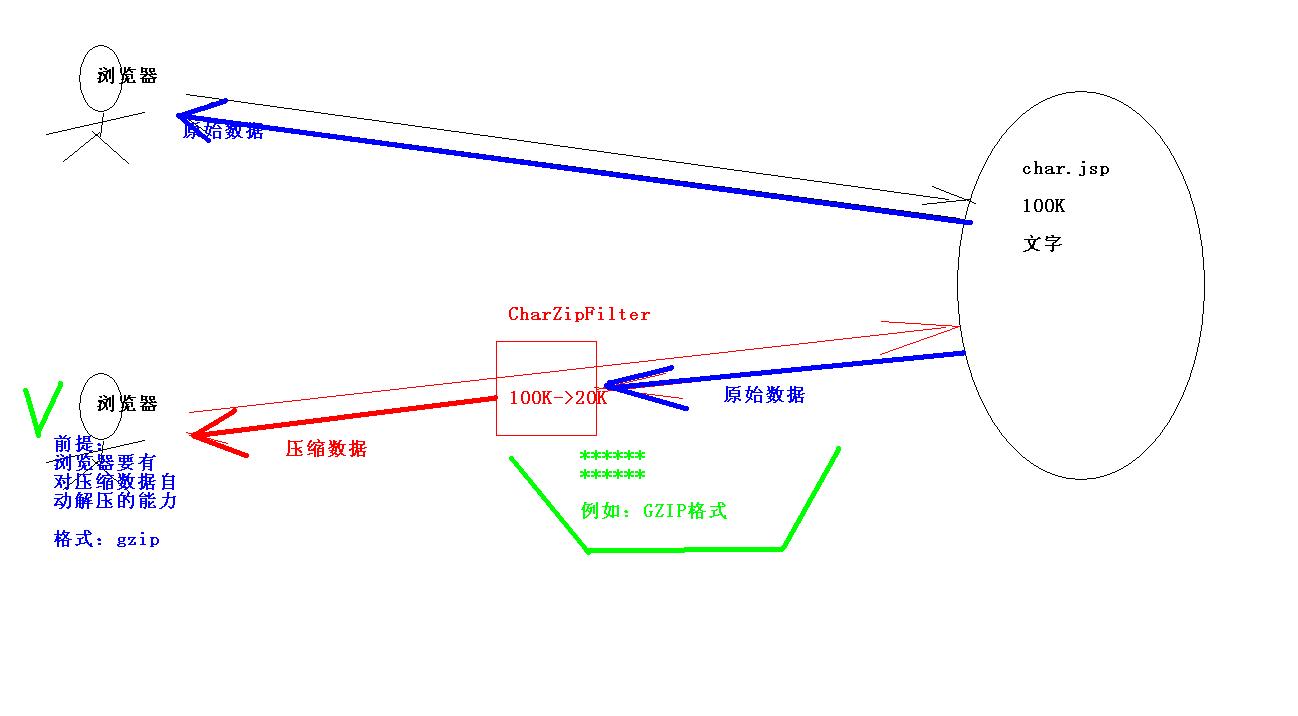 浏览器
原始数据
char.jsp
100K
文字
CharZipFilter
100K->20K
原始数据
浏览器
压缩数据
前提：
浏览器要有
对压缩数据自
动解压的能力
格式：gzip
******
******
例如：GZIP格式